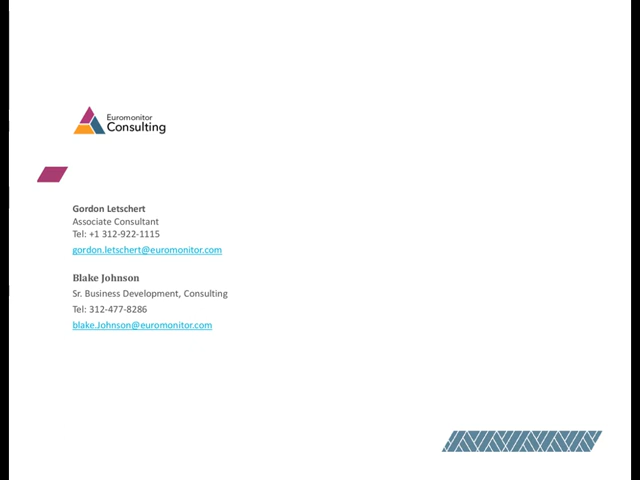 Euromonitor
Consulting
Gordon Letschert
Associate Consultant
Tel: +1 312-922-1115
gordon.letschert@euromonitor.com
Blake Johnson
Sr. Business Development, Consulting
Tel: 312-477-8286
blake.Johnson@euromonitor.com